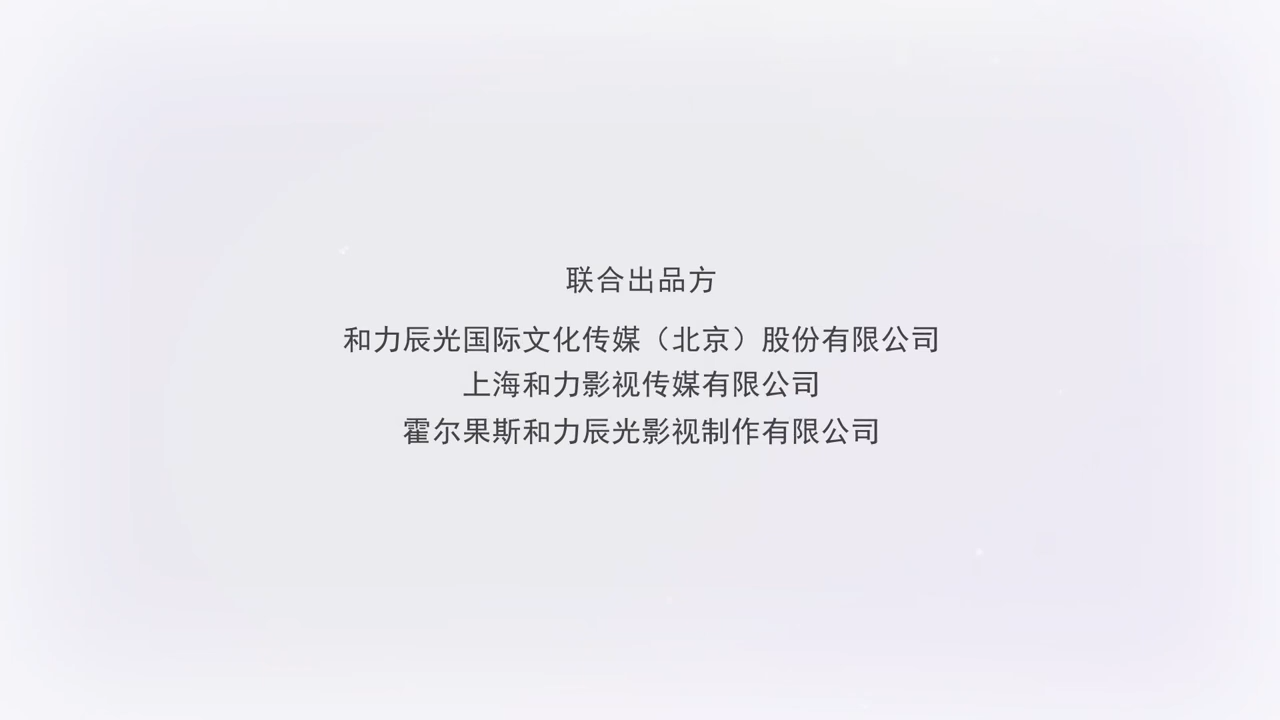 联合出品方
和力辰光国际文化传媒（北京）股份有限公司
上海和力影视传媒有限公司
霍尔果斯和力辰光影视制作有限公司